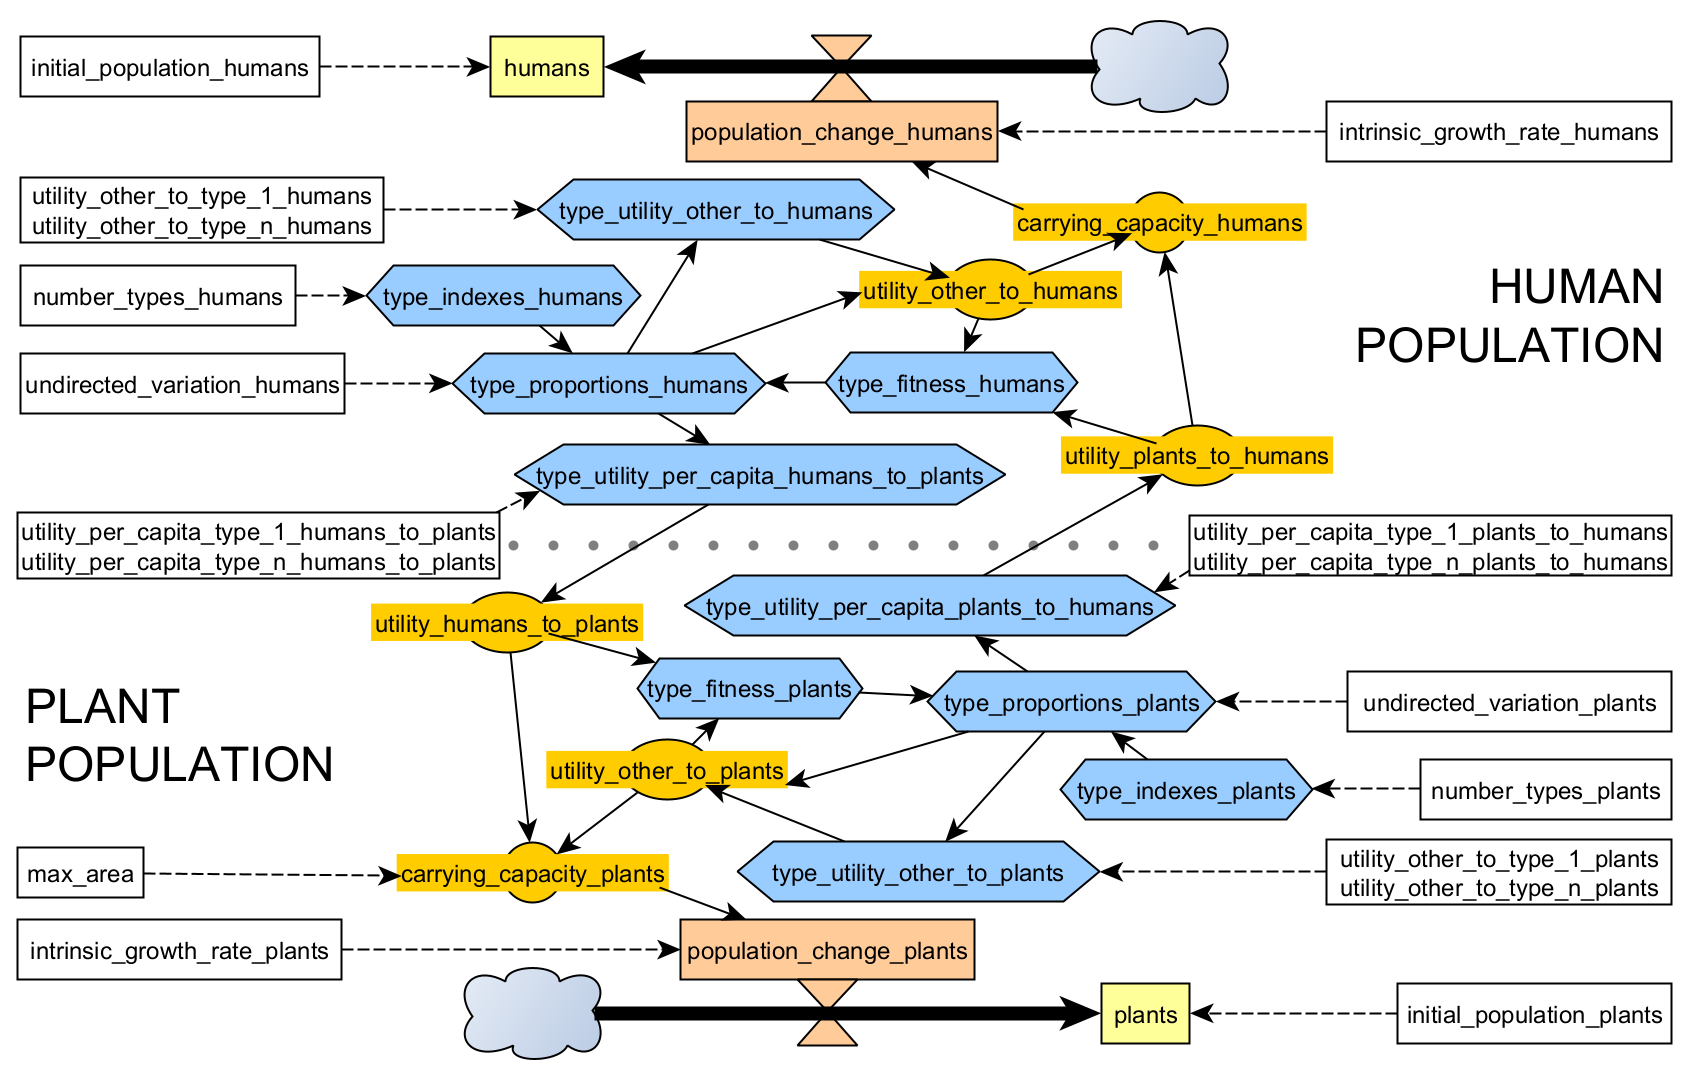 initial_population_humans
humans
population_change_humans
intrinsic_growth_rate_humans
utility_other_to_type_1_humans
utility_other_to_type_n_humans
type_utility_other_to_humans
carrying_capacity_humans
number_types_humans
type_indexes_humans
utility_other_to_humans
HUMAN
POPULATION
undirected_variation_humans
type_proportions_humans
type_fitness_humans
utility_plants_to_humans
type_utility_per_capita_humans_to_plants
utility_per_capita_type_1_humans_to_plants
utility_per_capita_type_n_humans_to_plants
utility_per_capita_type_1_plants_to_humans
utility_per_capita_type_n_plants_to_humans
type_utility_per_capita_plants_to_humans
utility_humans_to_plants
PLANT
POPULATION
type_fitness_plants
type_proportions_plants
undirected_variation_plants
utility_other_to_plants
type_indexes_plants
number_types_plants
max_area
carrying_capacity_plants
type_utility_other_to_plants
utility_other_to_type_1_plants
utility_other_to_type_n_plants
intrinsic_growth_rate_plants
population_change_plants
plants
initial_population_plants